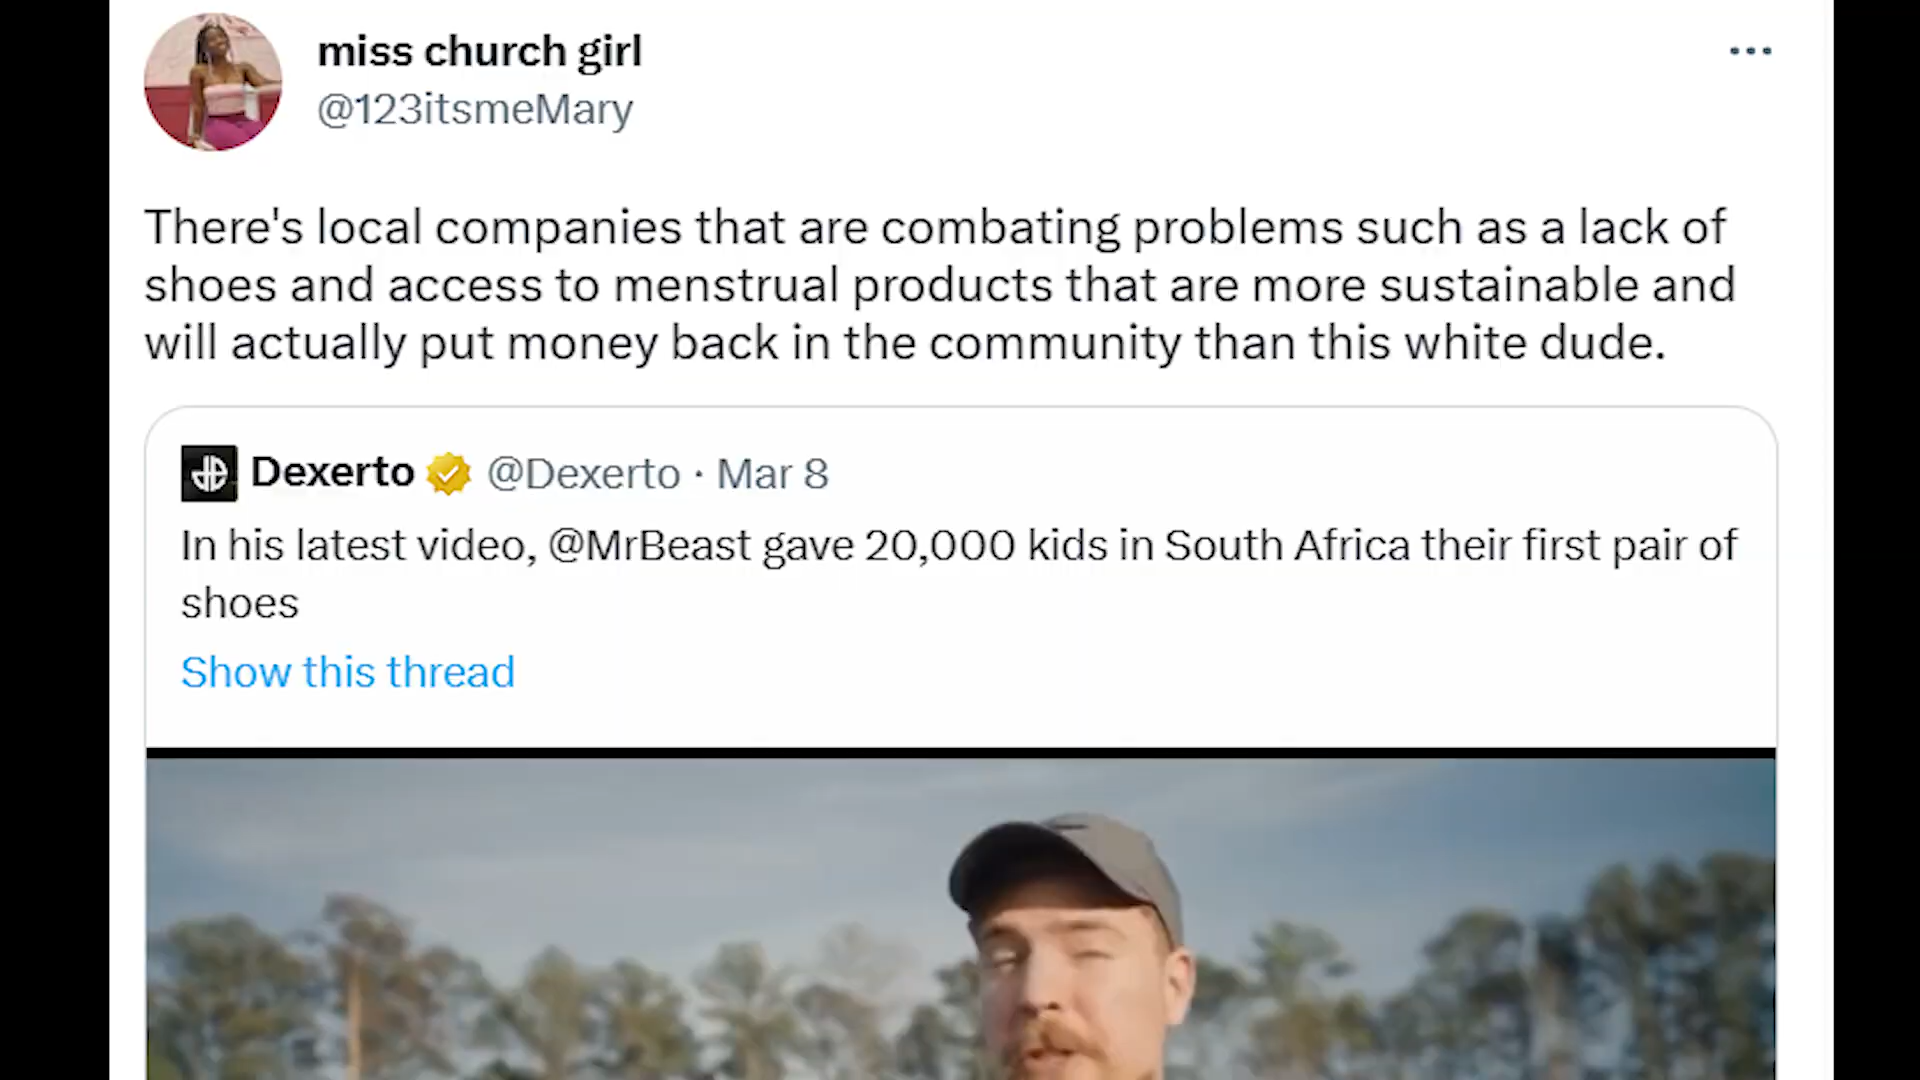 miss church girl
@123itsmeMary
There's local companies that are combating problems such as a lack of
shoes and access to menstrual products that are more sustainable and
will actually put money back in the community than this white dude.
Dexerto @Dexerto · Mar 8
In his latest video, @MrBeast gave 20,000 kids in South Africa their first pair of
shoes
Show this thread